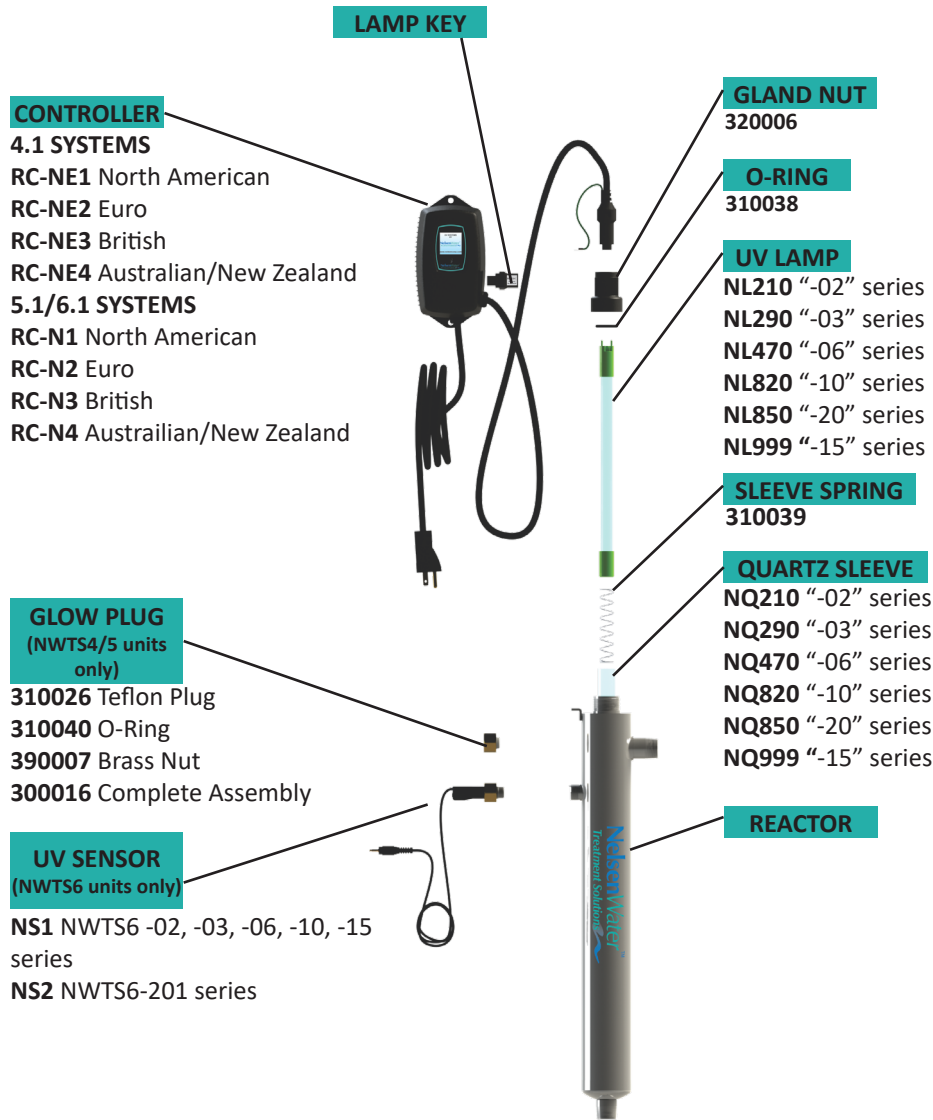 LAMP KEY
CONTROLLER
4.1 SYSTEMS
RC-NE1 North American
RC-NE2 Euro
RC-NE3 British
RC-NE4 Australian/New Zealand
5.1/6.1 SYSTEMS
RC-N1 North American
RC-N2 Euro
RC-N3 British
RC-N4 Austrailian/New Zealand
GLAND NUT
320006
O-RING
310038
UV LAMP
NL210 “-02” series
NL290 “-03” series
NL470 “-06” series
NL820 “-10” series
NL850 “-20” series
NL999 “-15” series
SLEEVE SPRING
310039
QUARTZ SLEEVE
NQ210 “-02” series
NQ290 “-03” series
NQ470 “-06” series
NQ820 “-10” series
NQ850 “-20” series
NQ999 “-15” series
REACTOR
GLOW PLUG
(NWTS4/5 units
only)
310026 Teflon Plug
310040 O-Ring
390007 Brass Nut
300016 Complete Assembly
UV SENSOR
(NWTS6 units only)
NS1 NWTS6 -02, -03, -06, -10, -15
series
NS2 NWTS6-201 series
NelsenWater™
Treatment Solutions